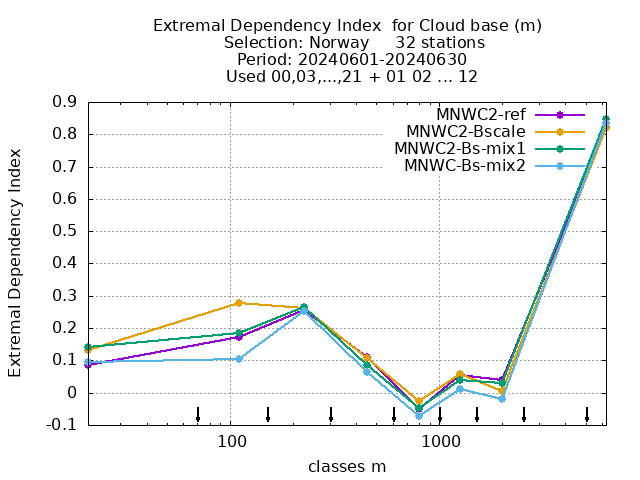 Extremal Dependency Index  for Cloud base (m)
Selection: Norway     32 stations
Period: 20240601-20240630
Used 00,03,...,21 + 01 02 ... 12
Extremal Dependency Index
0.9
0.8
0.7
0.6
0.5
0.4
0.3
0.2
0.1
0
-0.1
MNWC2-ref
MNWC2-Bscale
MNWC2-Bs-mix1
MNWC-Bs-mix2
100
1000
classes m